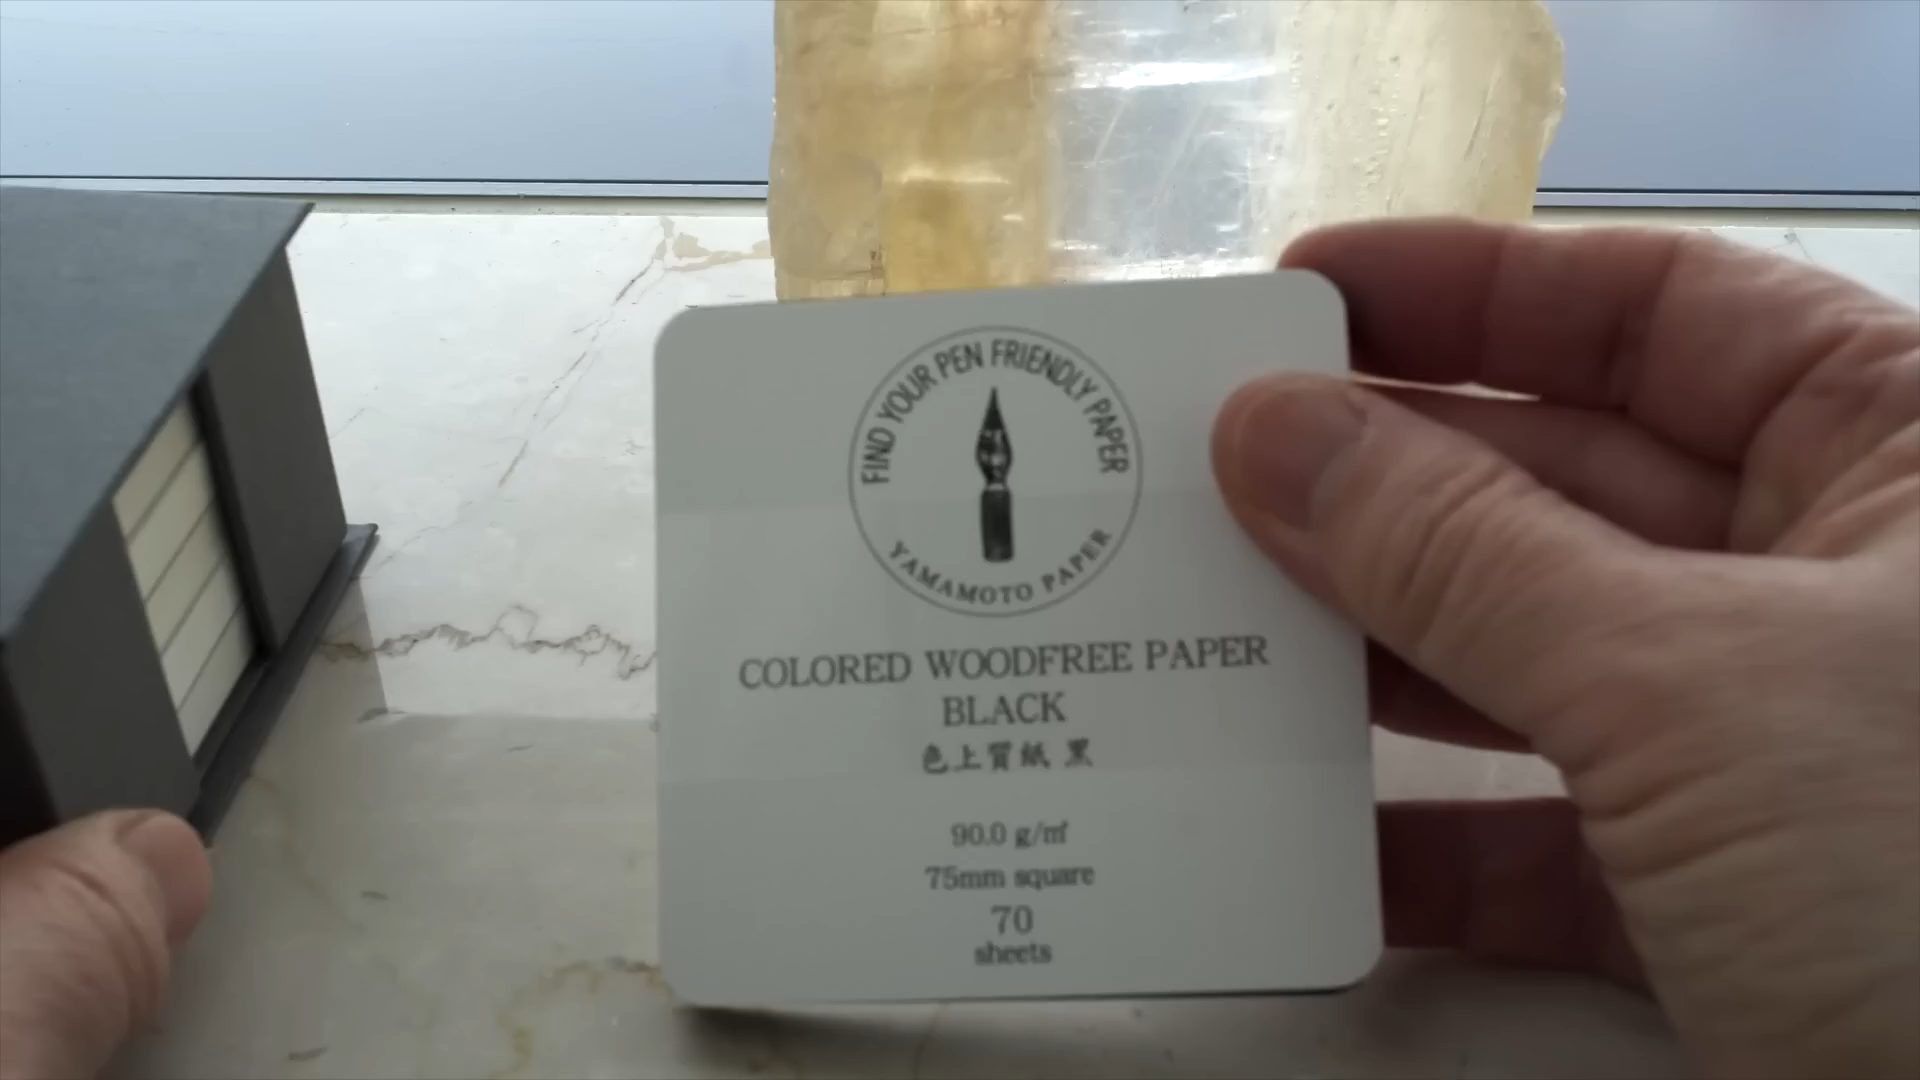 FIND YOUR PEN FRIENDLY PAPER
YAMAMOTO PAPER
COLORED WOODFREE PAPER
BLACK
色上質紙 黒
90.0 g/㎡
75mm square
70
sheets